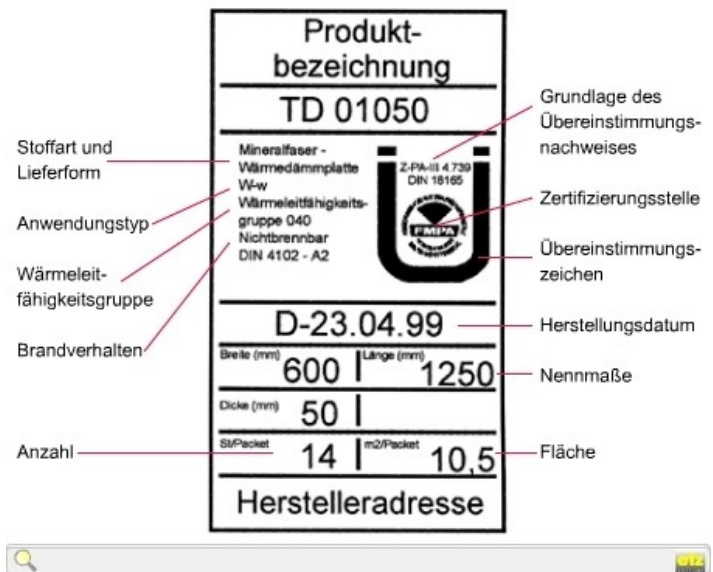 Produkt-
bezeichnung
TD 01050
Stoffart und
Lieferform
Anwendungstyp
Wärmeleit-
fähigkeitsgruppe
Brandverhalten
Mineralfaser -
Wärmedämmplatte
W-w
Wärmeleitfähigkeits-
gruppe 040
Nichtbrennbar
DIN 4102 - A2
Z-PA-III 4.739
DIN 18165
FMPA
Grundlage des
Übereinstimmungs-
nachweises
Zertifizierungsstelle
Übereinstimmungs-
zeichen
D-23.04.99
Herstellungsdatum
Breite (mm) 600
Länge (mm) 1250
Nennmaße
Dicke (mm) 50
Anzahl
St/Packet 14
m2/Packet 10,5
Fläche
Herstelleradresse
etz